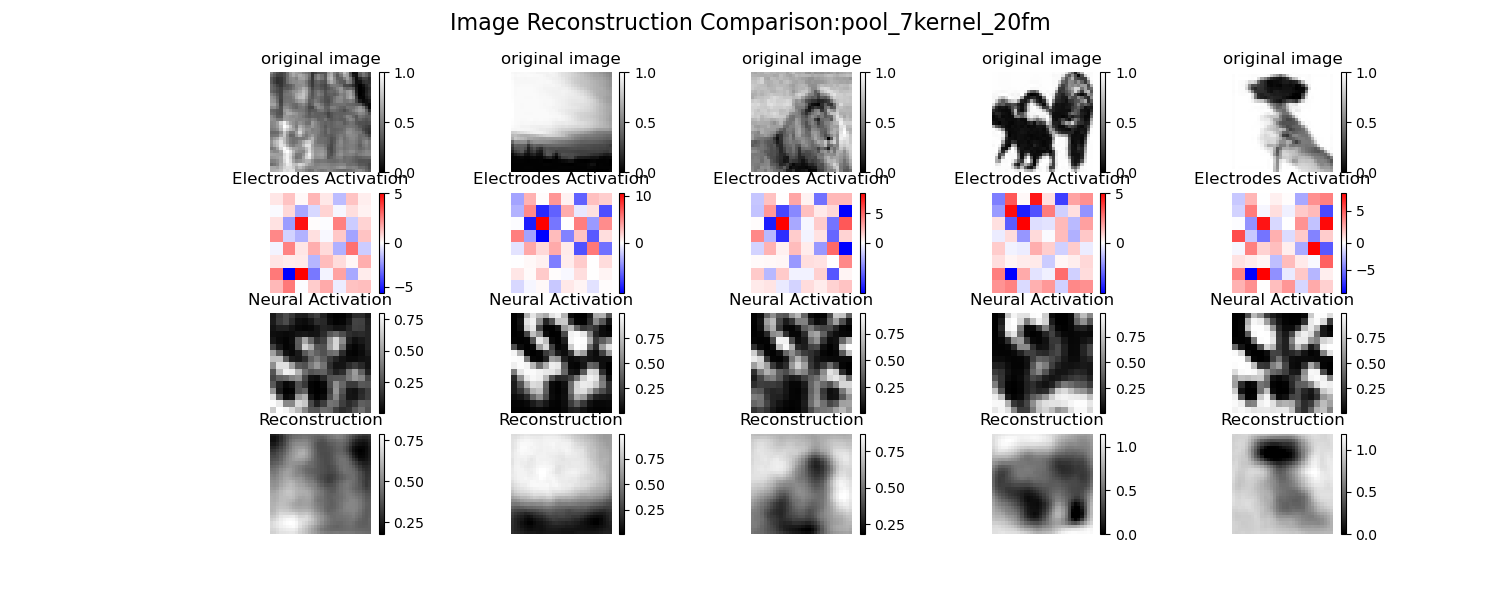 Image Reconstruction Comparison:pool_7kernel_20fm
original image original image original image original image original image
1.0 1.0 1.0 1.0 1.0
0.5 0.5 0.5 0.5 0.5
0.0 0.0 0.0 0.0 0.0
Electrodes Activation Electrodes Activation Electrodes Activation Electrodes Activation Electrodes Activation
5 10 5 5 5
0 0 0 0 0
−5 −5 −5
Neural Activation Neural Activation Neural Activation Neural Activation Neural Activation
0.75 0.75 0.75 0.75 0.75
0.50 0.50 0.50 0.50 0.50
0.25 0.25 0.25 0.25 0.25
Reconstruction Reconstruction Reconstruction Reconstruction Reconstruction
0.75 0.75 0.75 1.0 1.0
0.50 0.50 0.50 0.5 0.5
0.25 0.25 0.25 0.0 0.0